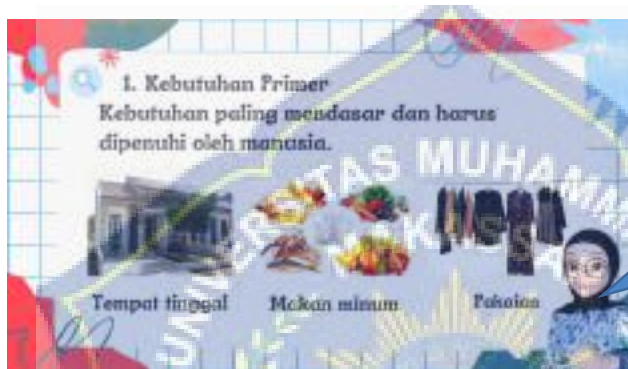 1. Kebutuhan Primer
Kebutuhan paling mendasar dan harus
dipenuhi oleh manusia.
Tempat tinggal
Makan minum
Pakaian